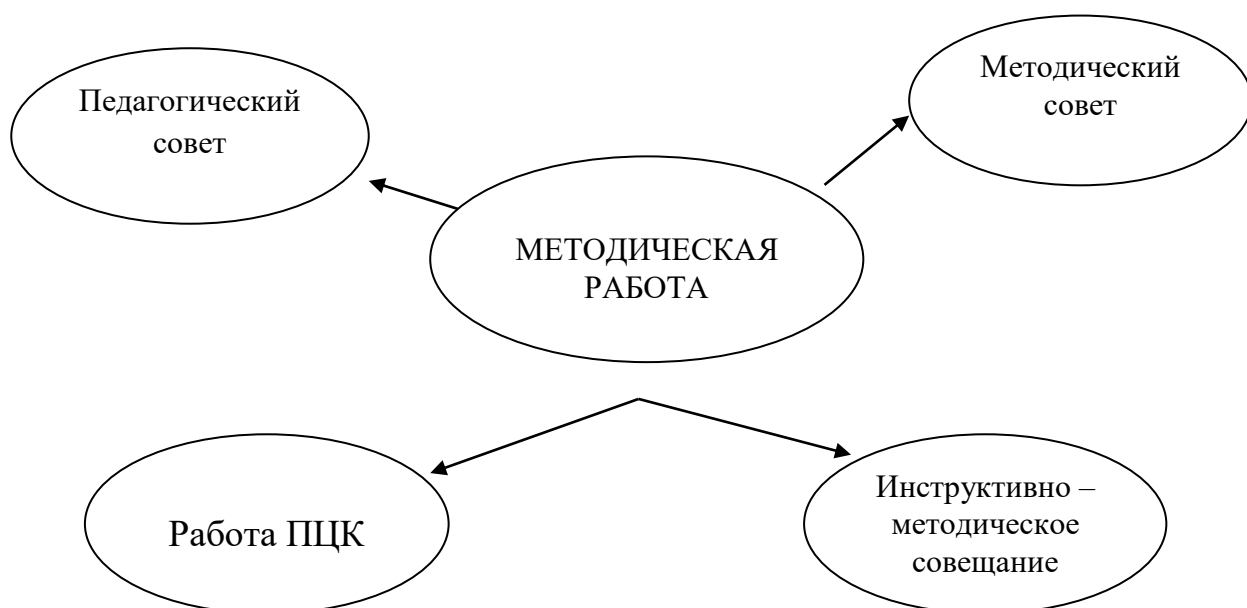 Педагогический
совет
Методический
совет
МЕТОДИЧЕСКАЯ
РАБОТА
Работа ПЦК
Инструктивно –
методическое
совещание